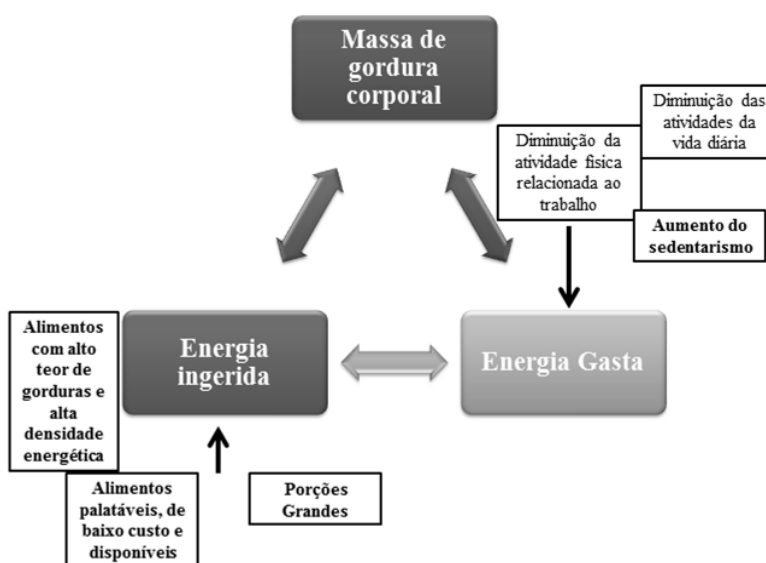 Massa de
gordura
corporal
Diminuição das
atividades da
vida diária
Diminuição da
atividade física
relacionada ao
trabalho
Aumento do
sedentarismo
Alimentos
com alto
teor de
gorduras e
alta
densidade
energética
Energia
ingerida
Energia Gasta
Alimentos
palatáveis, de
baixo custo e
disponíveis
Porções
Grandes